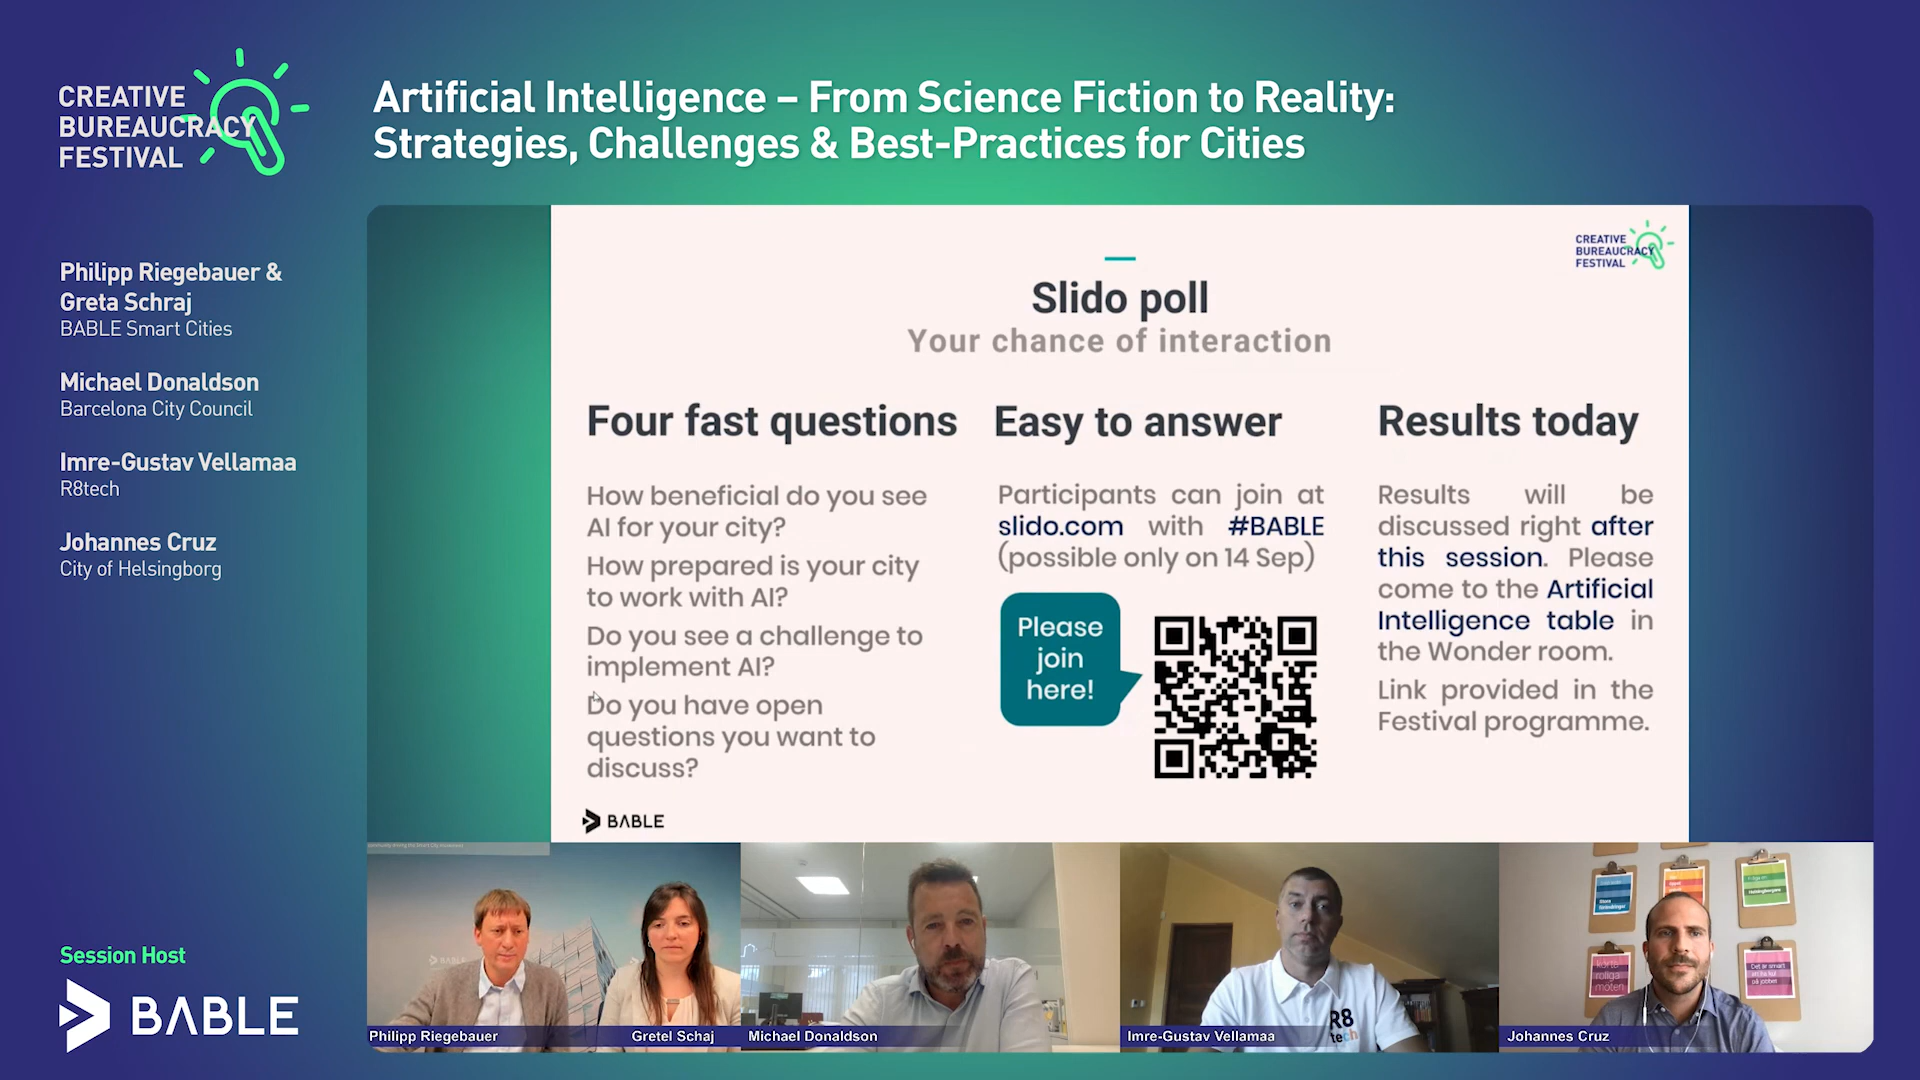 CREATIVE
BUREAUCRACY
FESTIVAL
Artificial Intelligence – From Science Fiction to Reality:
Strategies, Challenges & Best-Practices for Cities
Philipp Riegebauer &
Greta Schraj
BABLE Smart Cities
Michael Donaldson
Barcelona City Council
Imre-Gustav Vellamaa
R8tech
Johannes Cruz
City of Helsingborg
Session Host
BABLE
CREATIVE
BUREAUCRACY
FESTIVAL
Slido poll
Your chance of interaction
Four fast questions
How beneficial do you see
AI for your city?
How prepared is your city
to work with AI?
Do you see a challenge to
implement AI?
Do you have open
questions you want to
discuss?
Easy to answer
Participants can join at
slido.com with #BABLE
(possible only on 14 Sep)
Please
join
here!
Results today
Results will be
discussed right after
this session. Please
come to the Artificial
Intelligence table in
the Wonder room.
Link provided in the
Festival programme.
BABLE
Philipp Riegebauer
Gretel Schaj
Michael Donaldson
R8
tech
Imre-Gustav Vellamaa
Helsingborgare
Det är smart
på jobbet
Johannes Cruz